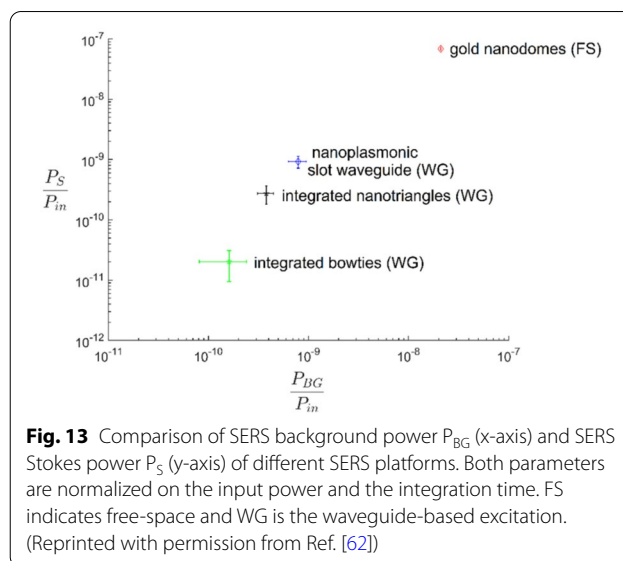 10^-7
gold nanodomes (FS)
10^-8
10^-9
nanoplasmonic
slot waveguide (WG)
P_S
P_in
integrated nanotriangles (WG)
10^-10
integrated bowties (WG)
10^-11
10^-12
10^-11 10^-10 10^-9 10^-8 10^-7
P_BG
P_in
Fig. 13 Comparison of SERS background power P_BG (x-axis) and SERS
Stokes power P_S (y-axis) of different SERS platforms. Both parameters
are normalized on the input power and the integration time. FS
indicates free-space and WG is the waveguide-based excitation.
(Reprinted with permission from Ref. [62])